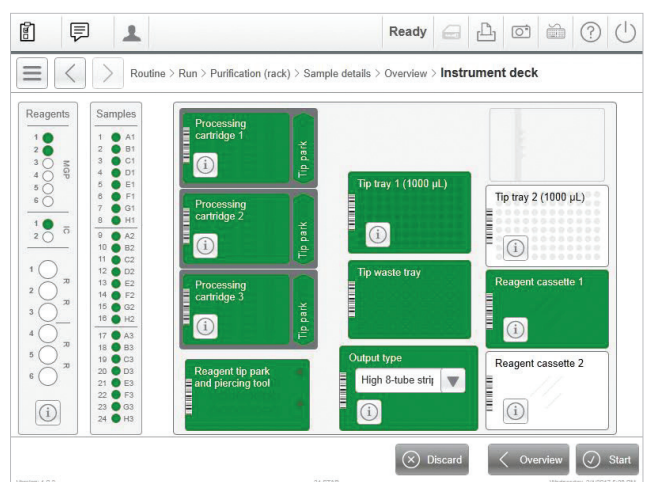 Ready
Routine > Run > Purification (rack) > Sample details > Overview > Instrument deck
Reagents
1
2
3
4
5
6
MGP
1
2
IC
1
2
3
R
R
4
5
6
R
R
Samples
1 A1
2 B1
3 C1
4 D1
5 E1
6 F1
7 G1
8 H1
9 A2
10 B2
11 C2
12 D2
13 E2
14 F2
15 G2
16 H2
17 A3
18 B3
19 C3
20 D3
21 E3
22 F3
23 G3
24 H3
Processing
cartridge 1
Tip park
Processing
cartridge 2
Tip park
Processing
cartridge 3
Tip park
Reagent tip park
and piercing tool
Tip tray 1 (1000 µL)
Tip waste tray
Output type
High 8-tube strip
Tip tray 2 (1000 µL)
Reagent cassette 1
Reagent cassette 2
Discard
Overview
Start